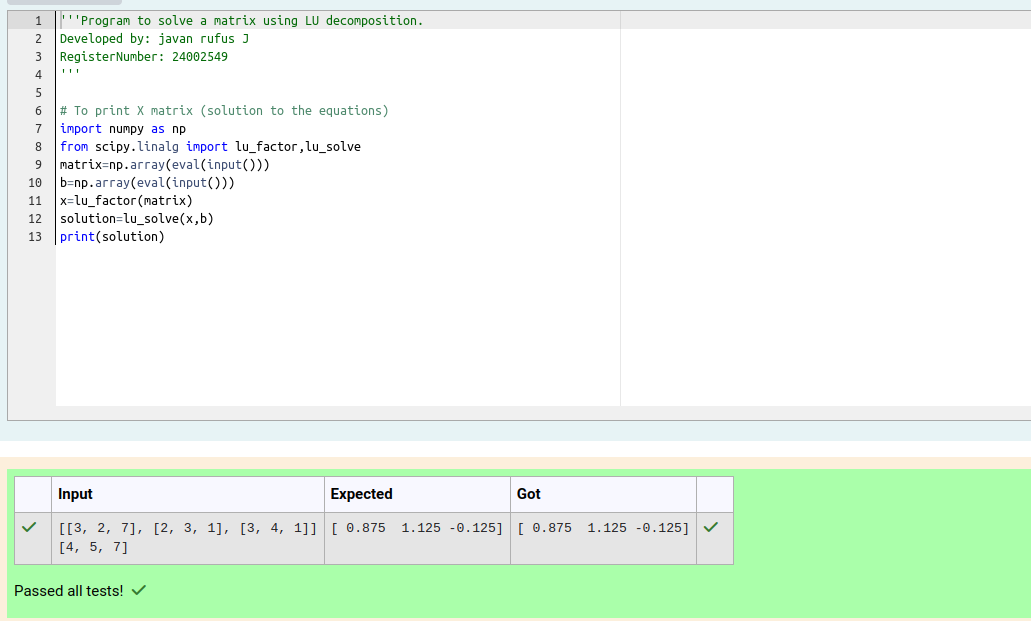 1 '''Program to solve a matrix using LU decomposition.
2 Developed by: javan rufus J
3 RegisterNumber: 24002549
4 '''
5
6 # To print X matrix (solution to the equations)
7 import numpy as np
8 from scipy.linalg import lu_factor,lu_solve
9 matrix=np.array(eval(input()))
10 b=np.array(eval(input()))
11 x=lu_factor(matrix)
12 solution=lu_solve(x,b)
13 print(solution)
Input Expected Got
[[3, 2, 7], [2, 3, 1], [3, 4, 1]] [ 0.875  1.125 -0.125] [ 0.875  1.125 -0.125]
[4, 5, 7]
Passed all tests!